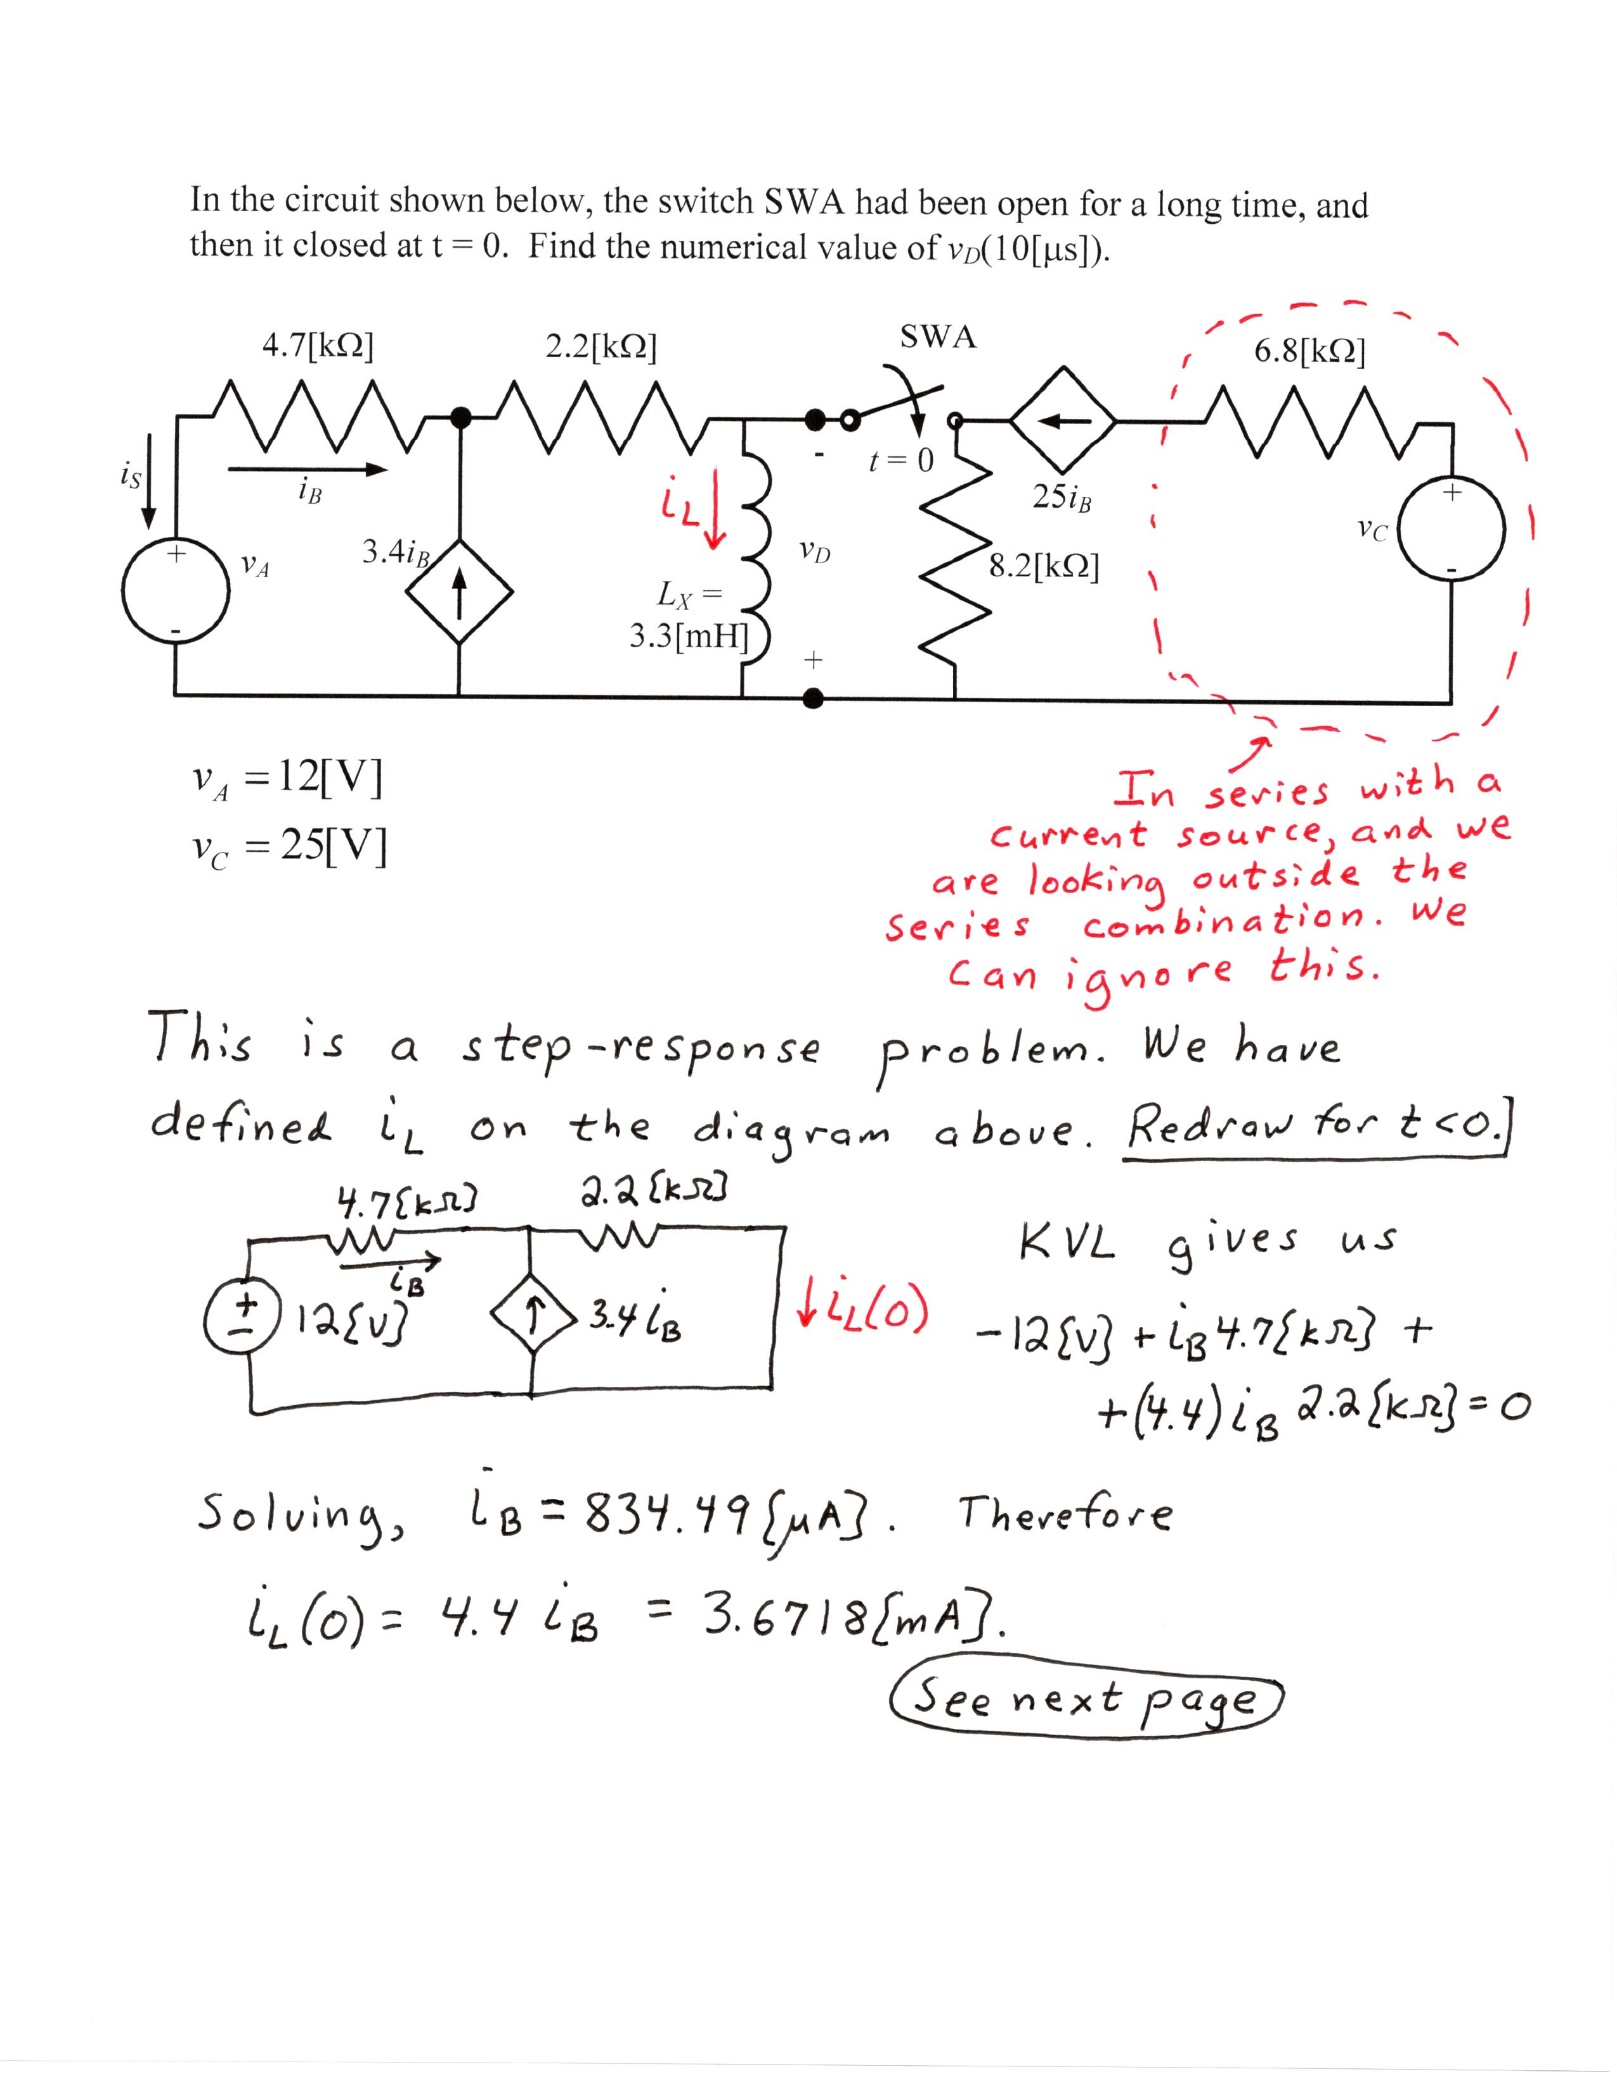 In the circuit shown below, the switch SWA had been open for a long time, and
then it closed at t = 0. Find the numerical value of vD(10[μs]).
SWA
4.7[kΩ]
2.2[kΩ]
6.8[kΩ]
t = 0
iS
iB
iL
25iB
vA
3.4iB
vD
8.2[kΩ]
vC
LX =
3.3[mH]
vA = 12[V]
vC = 25[V]
In series with a
current source, and we
are looking outside the
series combination. We
can ignore this.
This is a step-response problem. We have
defined iL on the diagram above. Redraw for t<0.]
4.7[kΩ]
2.2[kΩ]
iB
12[V]
3.4iB
iL(0)
KVL gives us
-12[V] + iB4.7[kΩ] +
+(4.4)iB 2.2[kΩ]=0
Solving, iB = 834.49[μA]. Therefore
iL(0) = 4.4 iB = 3.6718[mA].
See next page